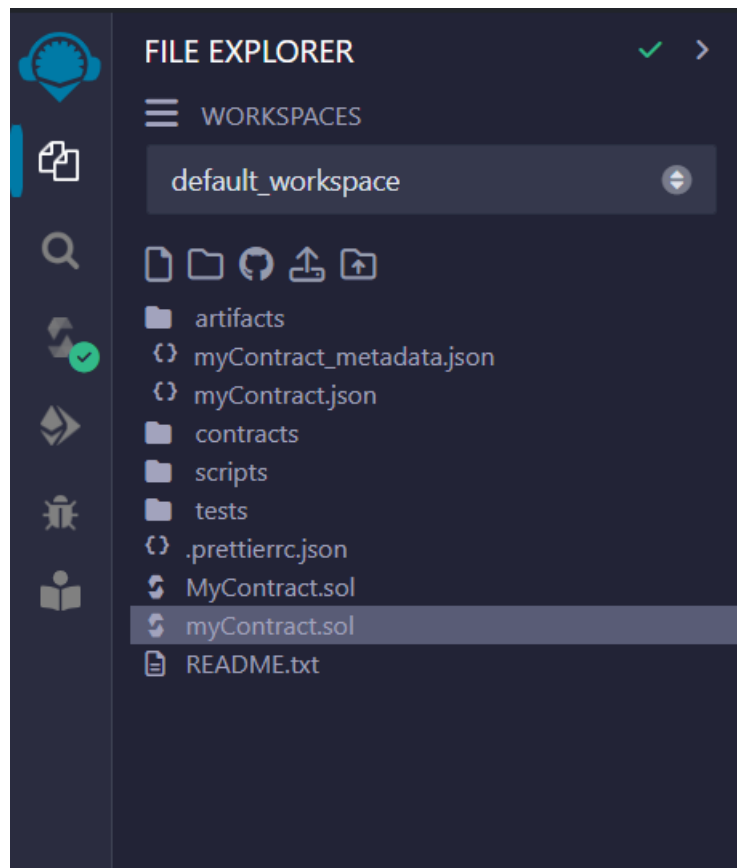 FILE EXPLORER
WORKSPACES
default_workspace
artifacts
myContract_metadata.json
myContract.json
contracts
scripts
tests
.prettierrc.json
MyContract.sol
myContract.sol
README.txt